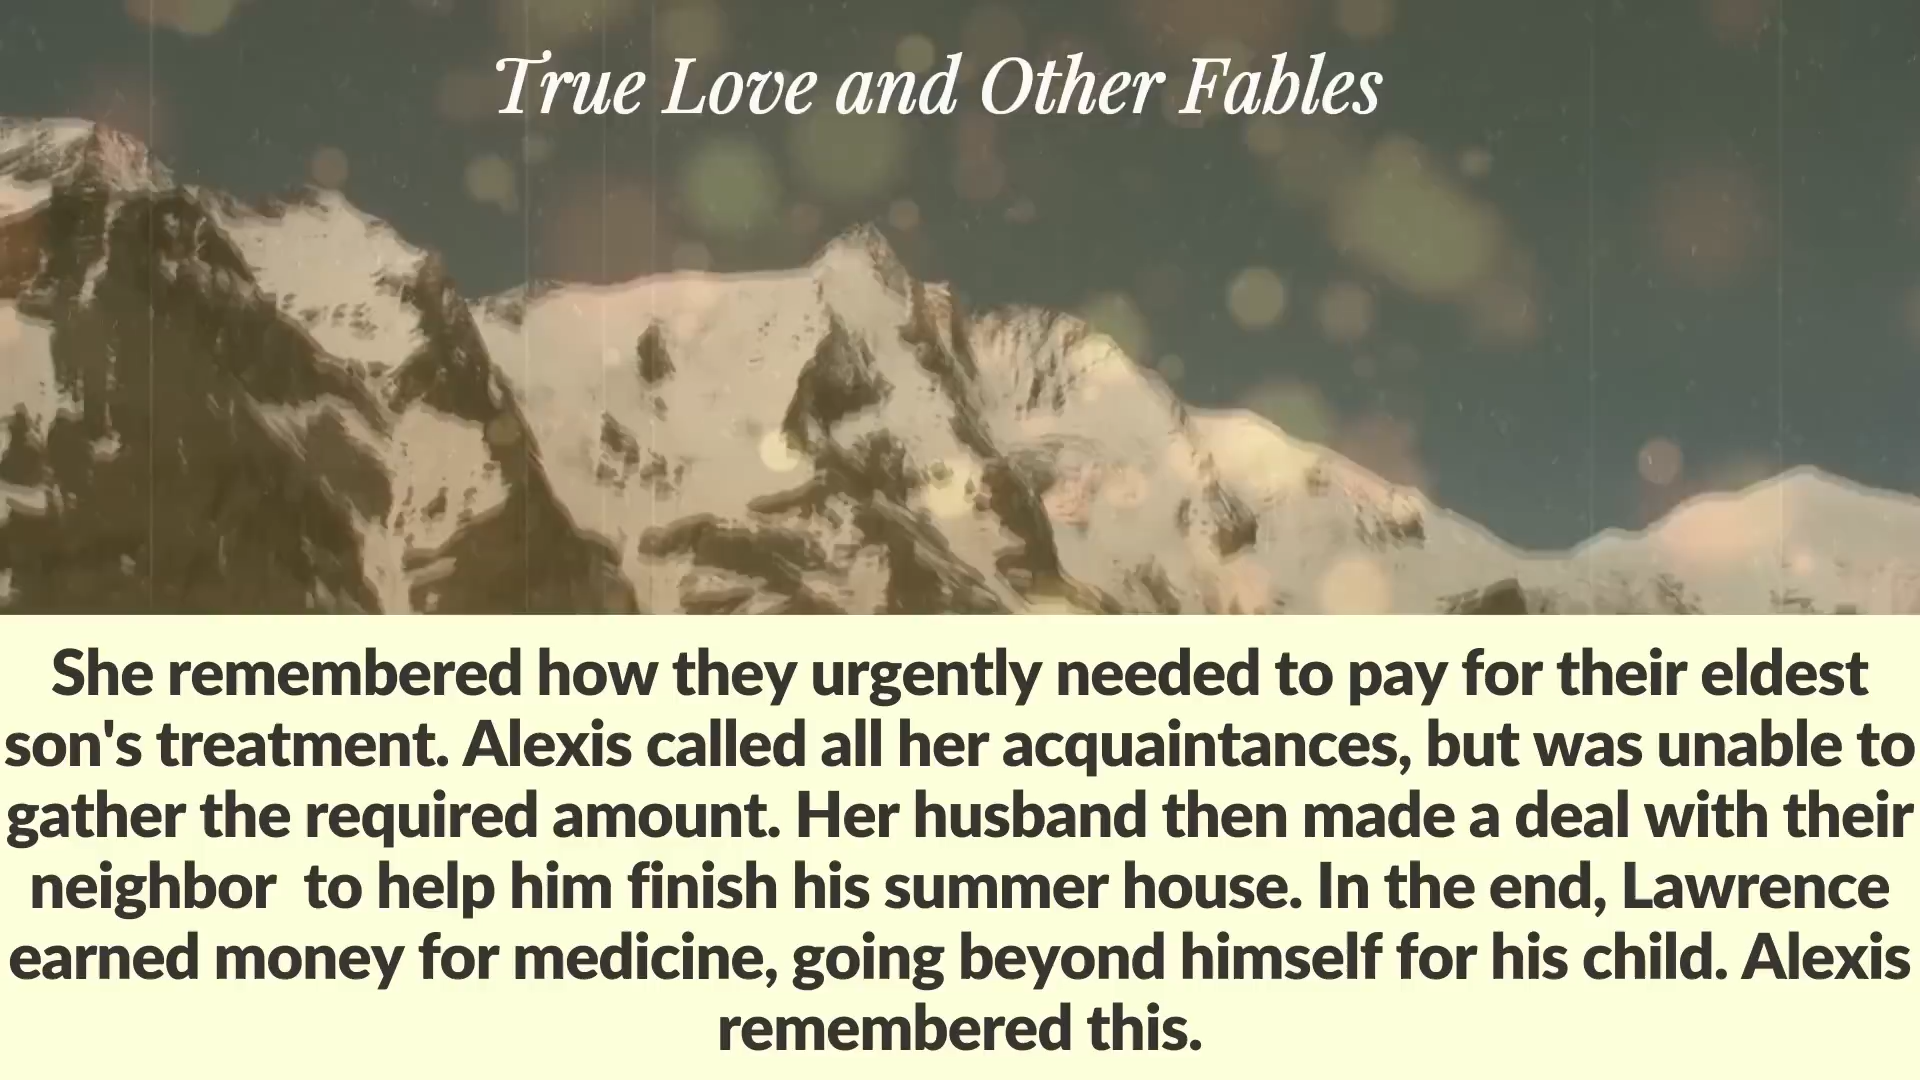 True Love and Other Fables
She remembered how they urgently needed to pay for their eldest
son's treatment. Alexis called all her acquaintances, but was unable to
gather the required amount. Her husband then made a deal with their
neighbor  to help him finish his summer house. In the end, Lawrence
earned money for medicine, going beyond himself for his child. Alexis
remembered this.